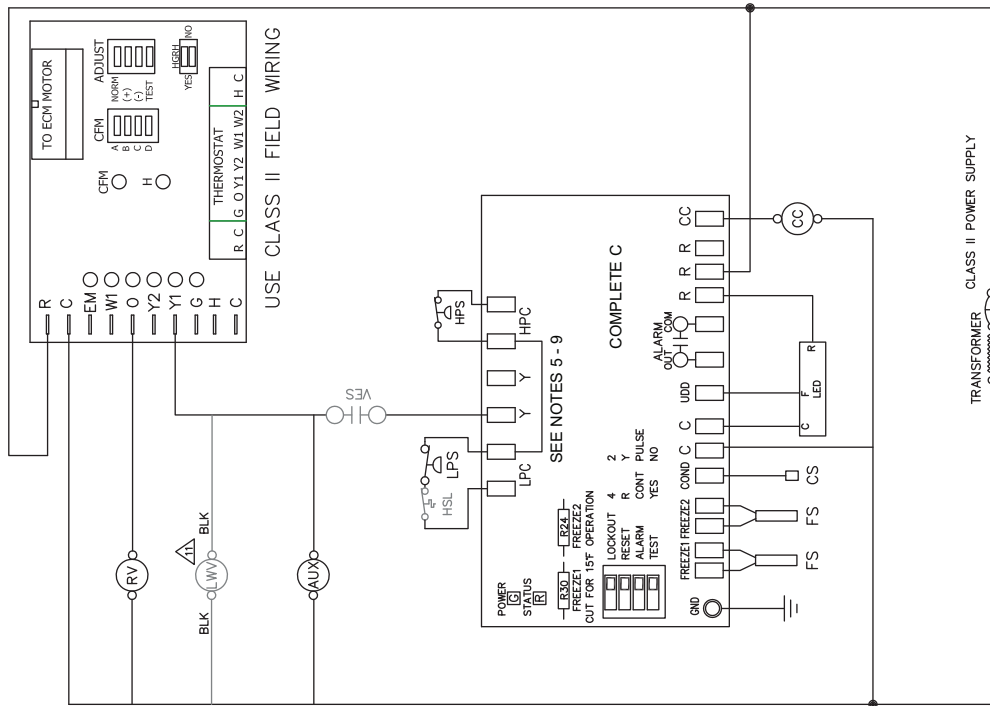 TO ECM MOTOR
ADJUST
NORM
(+)
(-)
TEST
CFM
A
B
C
D
HGRH
YES
NO
CFM
H
THERMOSTAT
R C G O Y1 Y2 W1 W2 H C
R
C
EM
W1
O
Y2
Y1
G
H
C
USE CLASS II FIELD WIRING
RV
BLK
LWV
BLK
11
AUX
VES
HPS
HPC
Y
Y
LPS
HSL
LPC
SEE NOTES 5 - 9
COMPLETE C
CC
R
R
R
ALARM
OUT COM
UDD
C
C
COND
FREEZE2
FREEZE1
GND
POWER
G
STATUS
R
R30
FREEZE1
R24
FREEZE2
CUT FOR 15°F OPERATION
LOCKOUT 4 2
RESET R Y
ALARM CONT PULSE
TEST YES NO
CC
R
F
LED
C
CS
FS
FS
TRANSFORMER
CLASS II POWER SUPPLY